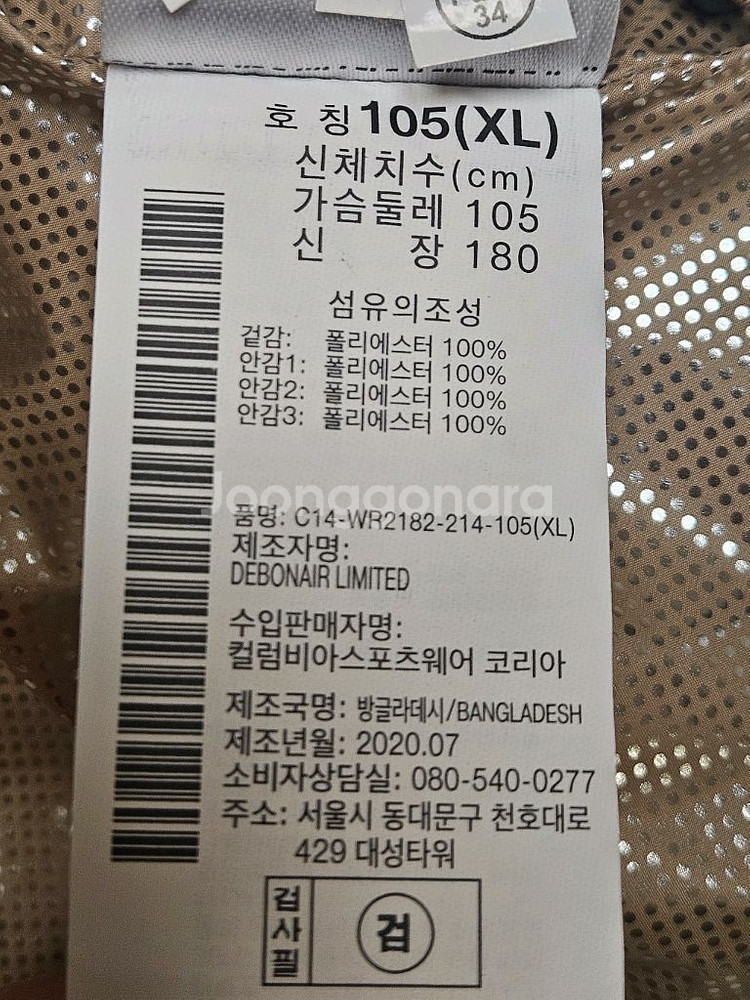 34
호 칭 105(XL)
신체치수(cm)
가슴둘레 105
신 장 180
섬유의조성
겉감: 폴리에스터 100%
안감1: 폴리에스터 100%
안감2: 폴리에스터 100%
안감3: 폴리에스터 100%
Joonggonara
품명: C14-WR2182-214-105(XL)
제조자명:
DEBONAIR LIMITED
수입판매자명:
컬럼비아스포츠웨어 코리아
제조국명: 방글라데시/BANGLADESH
제조년월: 2020.07
소비자상담실: 080-540-0277
주소: 서울시 동대문구 천호대로
429 대성타워
검사필
검